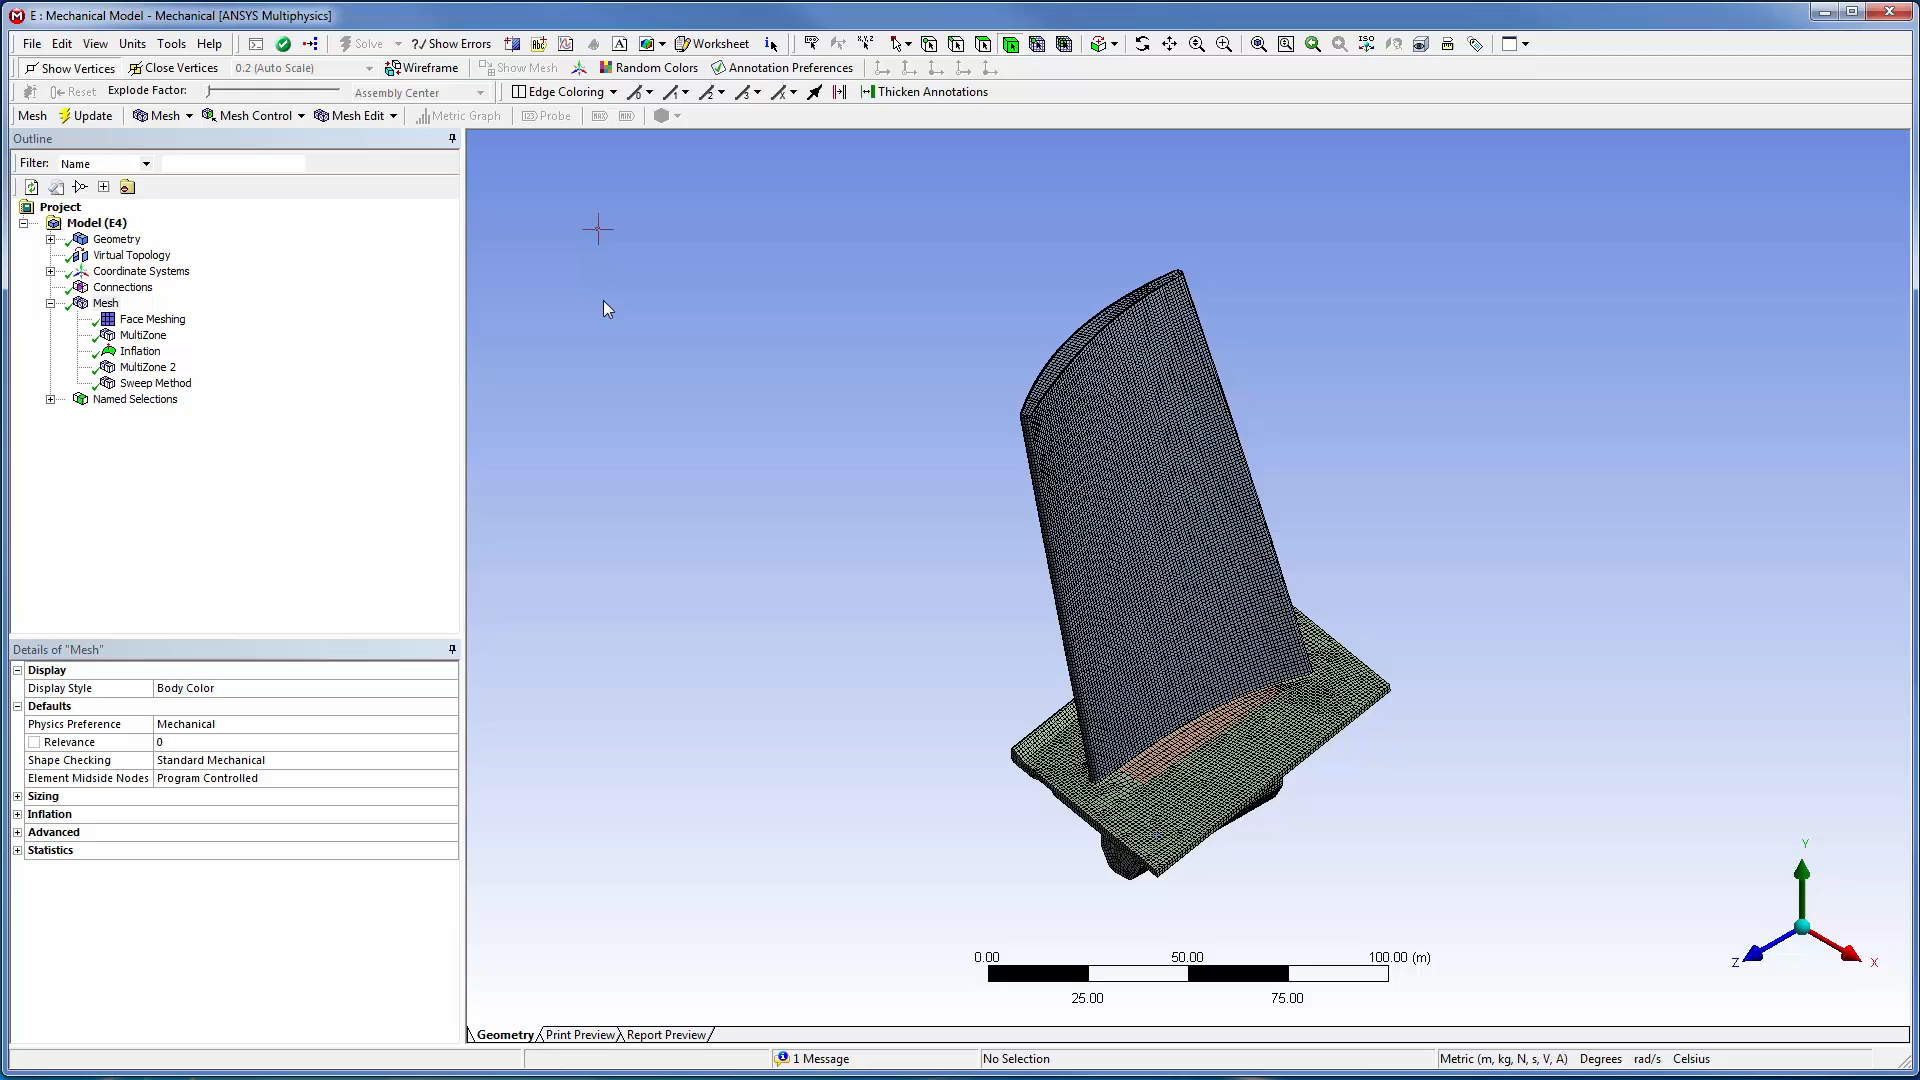 E : Mechanical Model - Mechanical [ANSYS Multiphysics]
File Edit View Units Tools Help Solve ?/ Show Errors Worksheet
Show Vertices Close Vertices 0.2 (Auto Scale) Wireframe Show Mesh Random Colors Annotation Preferences
Reset Explode Factor: Assembly Center Edge Coloring Thicken Annotations
Mesh Update Mesh Mesh Control Mesh Edit Metric Graph Probe
Outline
Filter: Name
Project
Model (E4)
Geometry
Virtual Topology
Coordinate Systems
Connections
Mesh
Face Meshing
MultiZone
Inflation
MultiZone 2
Sweep Method
Named Selections
Details of "Mesh"
Display
Display Style Body Color
Defaults
Physics Preference Mechanical
Relevance 0
Shape Checking Standard Mechanical
Element Midside Nodes Program Controlled
Sizing
Inflation
Advanced
Statistics
Y
Z X
0.00 50.00 100.00 (m)
25.00 75.00
Geometry Print Preview Report Preview
1 Message No Selection Metric (m, kg, N, s, V, A) Degrees rad/s Celsius